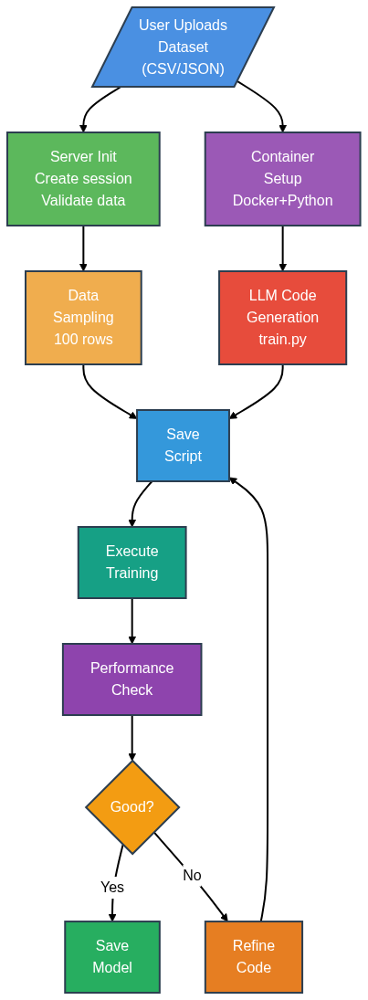 User Uploads
Dataset
(CSV/JSON)
Server Init
Create session
Validate data
Container
Setup
Docker+Python
Data
Sampling
100 rows
LLM Code
Generation
train.py
Save
Script
Execute
Training
Performance
Check
Good?
Yes
No
Save
Model
Refine
Code